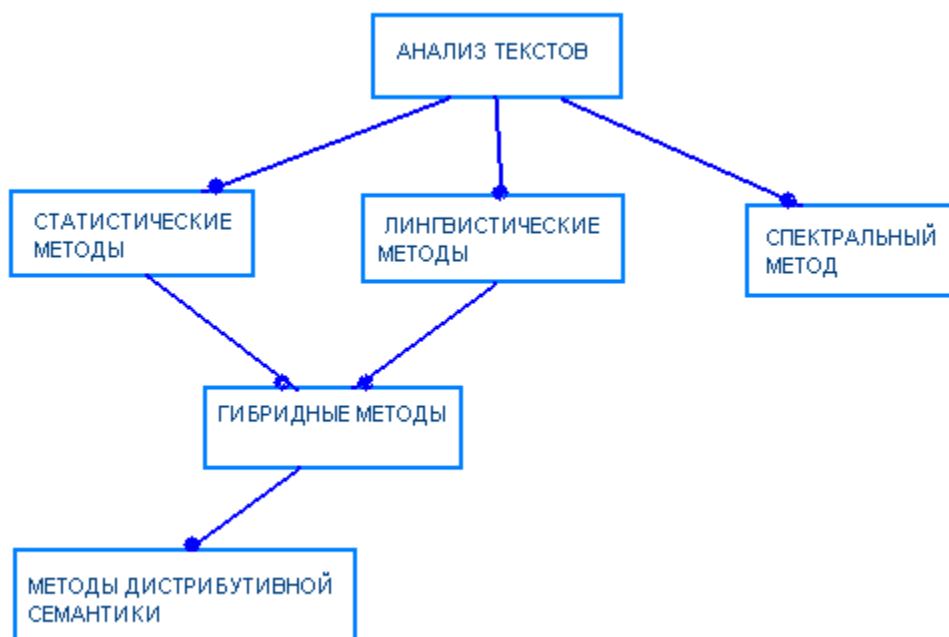 АНАЛИЗ ТЕКСТОВ
СТАТИСТИЧЕСКИЕ
МЕТОДЫ
ЛИНГВИСТИЧЕСКИЕ
МЕТОДЫ
СПЕКТРАЛЬНЫЙ
МЕТОД
ГИБРИДНЫЕ МЕТОДЫ
МЕТОДЫ ДИСТРИБУТИВНОЙ
СЕМАНТИКИ